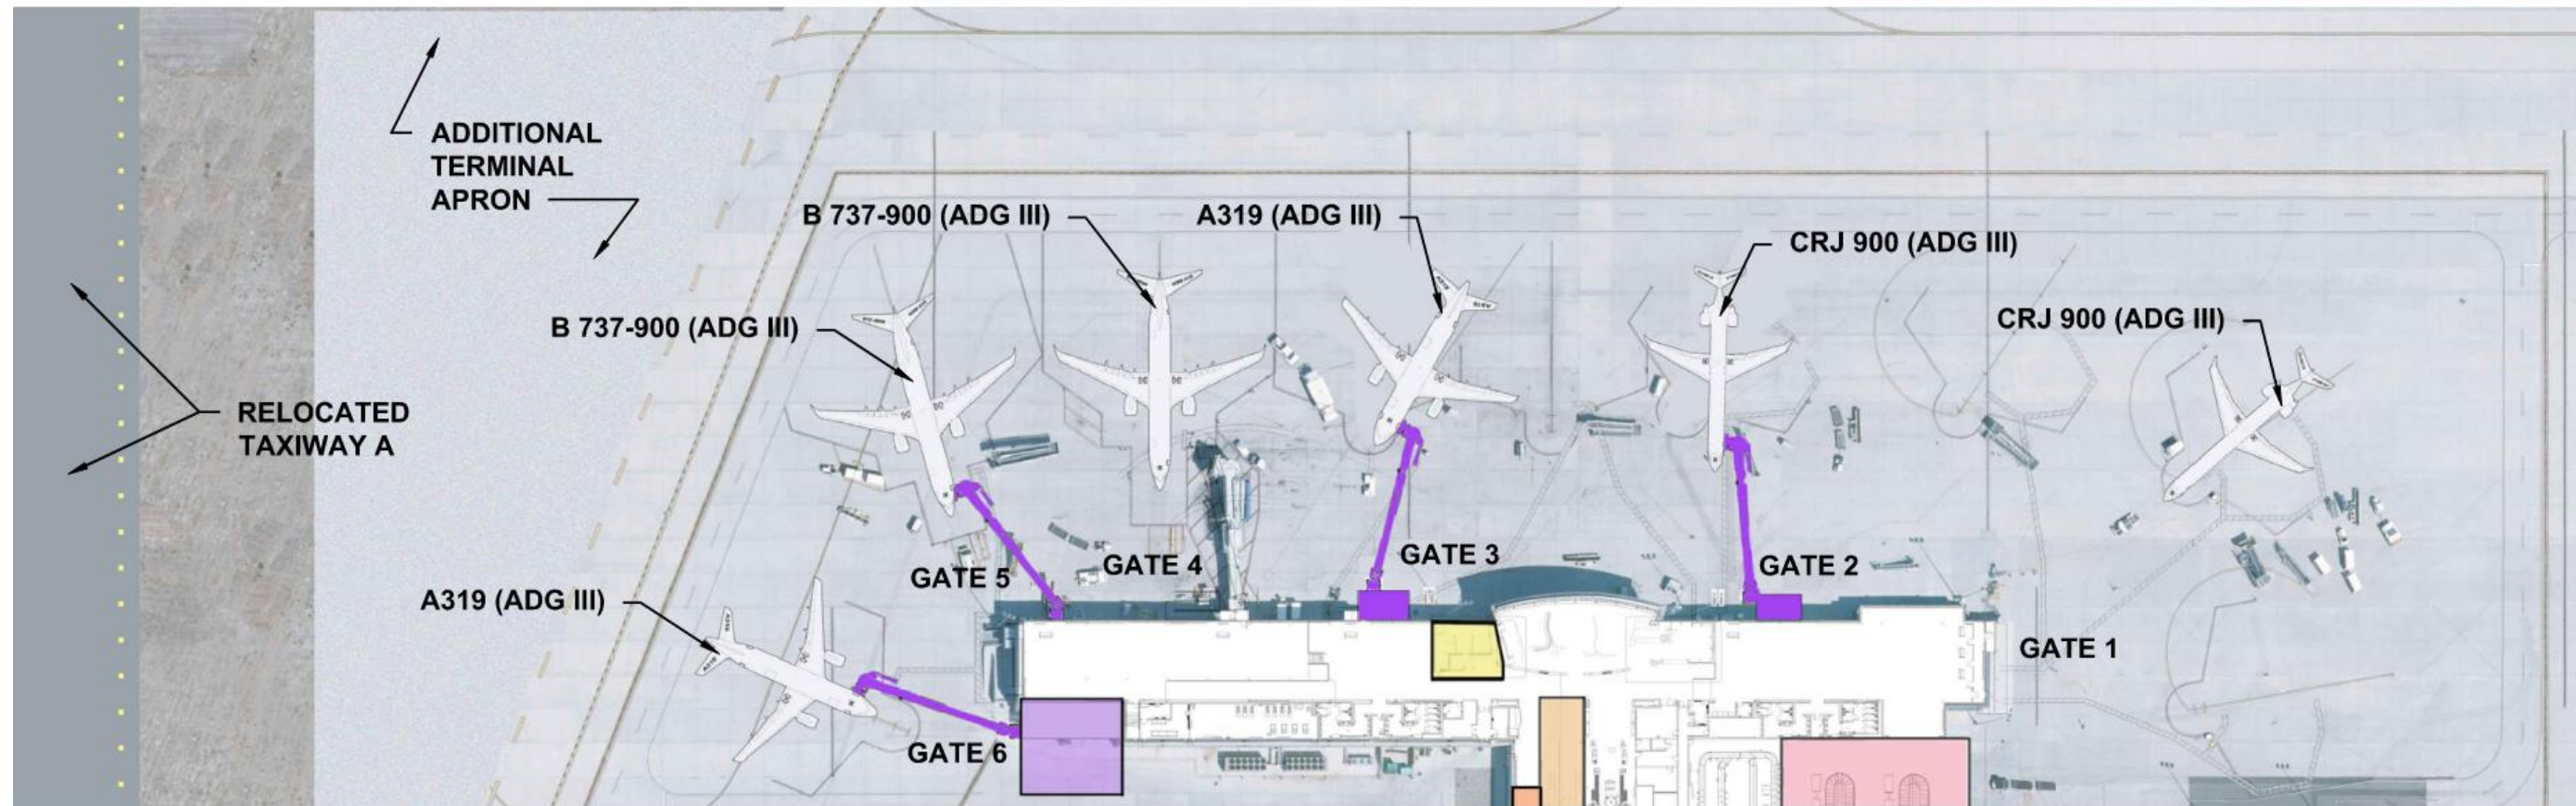 ADDITIONAL
TERMINAL
APRON
B 737-900 (ADG III)
A319 (ADG III)
CRJ 900 (ADG III)
B 737-900 (ADG III)
CRJ 900 (ADG III)
RELOCATED
TAXIWAY A
GATE 5
GATE 4
GATE 3
GATE 2
A319 (ADG III)
GATE 1
GATE 6